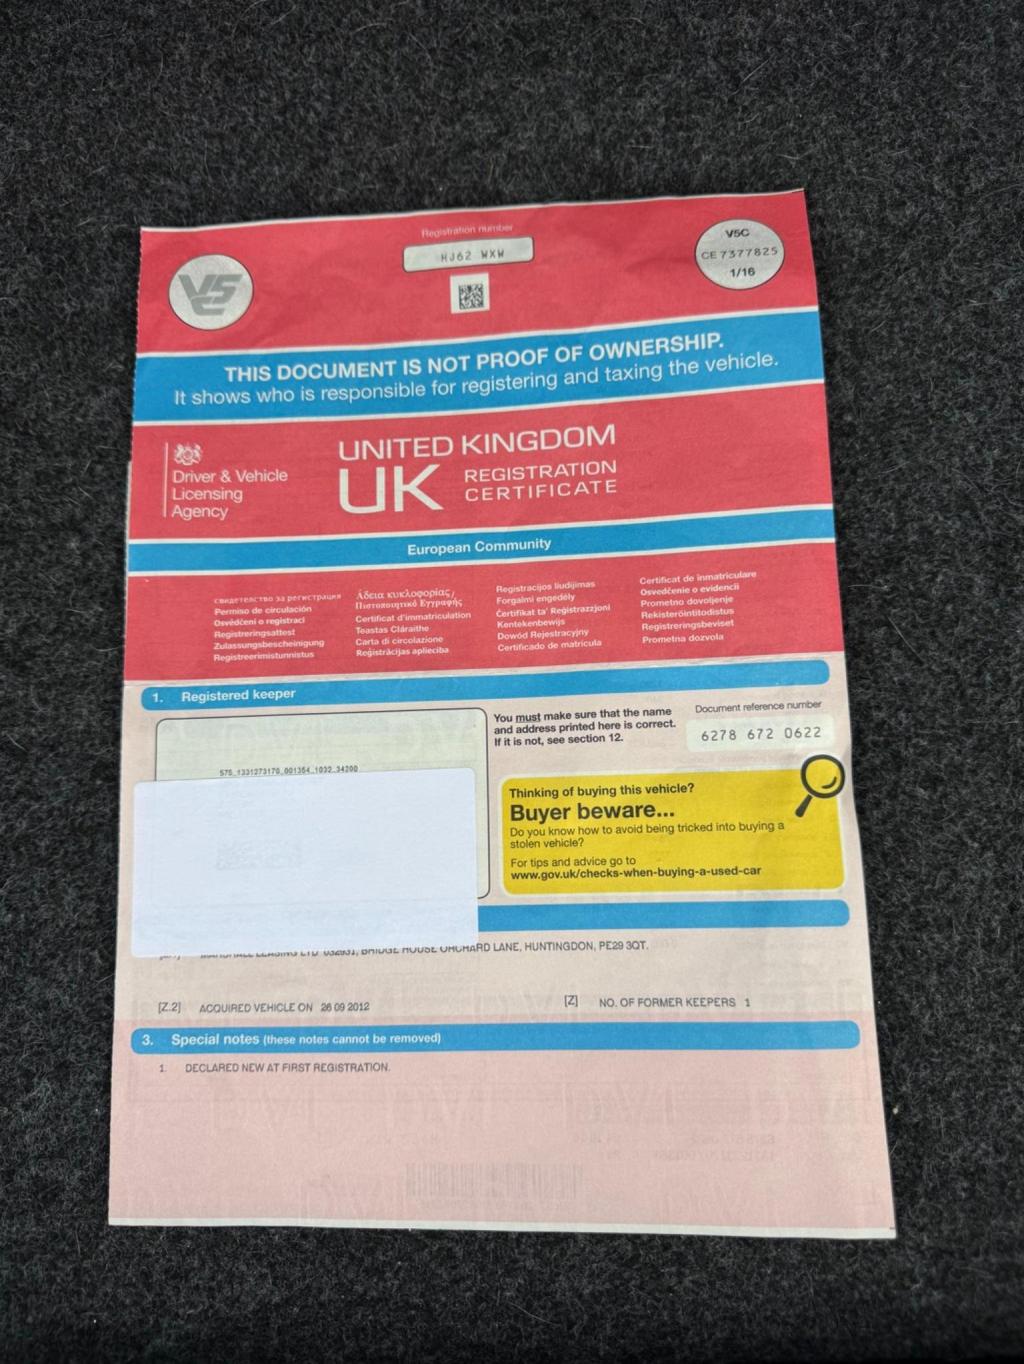 Registration number
HJ62 WXW
V5C
V5C
CE 7377825
1/16
THIS DOCUMENT IS NOT PROOF OF OWNERSHIP.
It shows who is responsible for registering and taxing the vehicle.
Driver & Vehicle
Licensing
Agency
UNITED KINGDOM
UK REGISTRATION
CERTIFICATE
European Community
свидетелство за регистрация
Permiso de circulación
Osvědčení o registraci
Registreringsattest
Zulassungsbescheinigung
Registreerimistunnistus
Άδεια κυκλοφορίας/
Πιστοποιητικό Εγγραφής
Certificat d'immatriculation
Teastas Cláraithe
Carta di circolazione
Reģistrācijas apliecība
Registracijos liudijimas
Forgalmi engedély
Ċertifikat ta' Reġistrazzjoni
Kentekenbewijs
Dowód Rejestracyjny
Certificado de matrícula
Certificat de inmatriculare
Osvedčenie o evidencii
Prometno dovoljenje
Rekisteröintitodistus
Registreringsbeviset
Prometna dozvola
1. Registered keeper
575_1331273170_001364_1032_34200
You must make sure that the name
and address printed here is correct.
If it is not, see section 12.
Document reference number
6278 672 0622
Thinking of buying this vehicle?
Buyer beware...
Do you know how to avoid being tricked into buying a
stolen vehicle?
For tips and advice go to
www.gov.uk/checks-when-buying-a-used-car
MARSHALL LEASING LTD BRIDGE HOUSE ORCHARD LANE, HUNTINGDON, PE29 3QT.
[Z.2] ACQUIRED VEHICLE ON 26 09 2012
[Z] NO. OF FORMER KEEPERS 1
3. Special notes (these notes cannot be removed)
1. DECLARED NEW AT FIRST REGISTRATION.